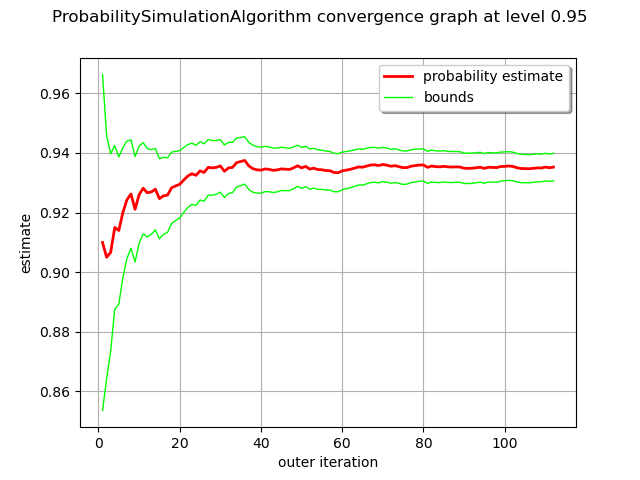 ProbabilitySimulationAlgorithm convergence graph at level 0.95
probability estimate
bounds
0.96
0.94
0.92
0.90
0.88
0.86
estimate
0 20 40 60 80 100
outer iteration